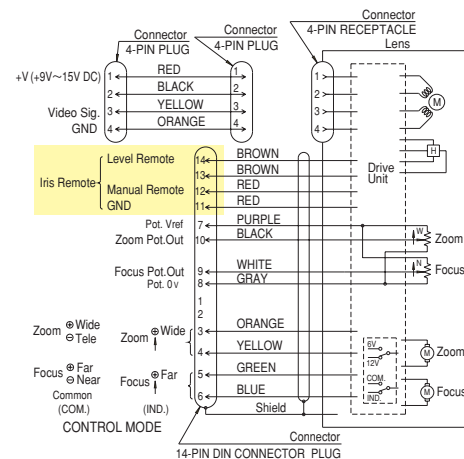 Connector
4-PIN PLUG
Connector
4-PIN PLUG
Connector
4-PIN RECEPTACLE
Lens
+V (+9V~15V DC) 1 RED 1 1
2 BLACK 2 2
Video Sig. 3 YELLOW 3 3
GND 4 ORANGE 4 4
M
H
Drive
Unit
Iris Remote
Level Remote 14 BROWN
13 BROWN
Manual Remote 12 RED
GND 11 RED
Pot. Vref 7 PURPLE
Zoom Pot.Out 10 BLACK W Zoom
Focus Pot.Out 9 WHITE N Focus
Pot. 0v 8 GRAY
1
2
Zoom ⊕ Wide
⊖ Tele
Zoom ⊕ Wide
3 ORANGE
4 YELLOW
6V
12V
M Zoom
Focus ⊕ Far
⊖ Near
Focus ⊕ Far
5 GREEN
6 BLUE
COM.
IND.
M Focus
Common
(COM.)
(IND.)
Shield
CONTROL MODE
Connector
14-PIN DIN CONNECTOR PLUG